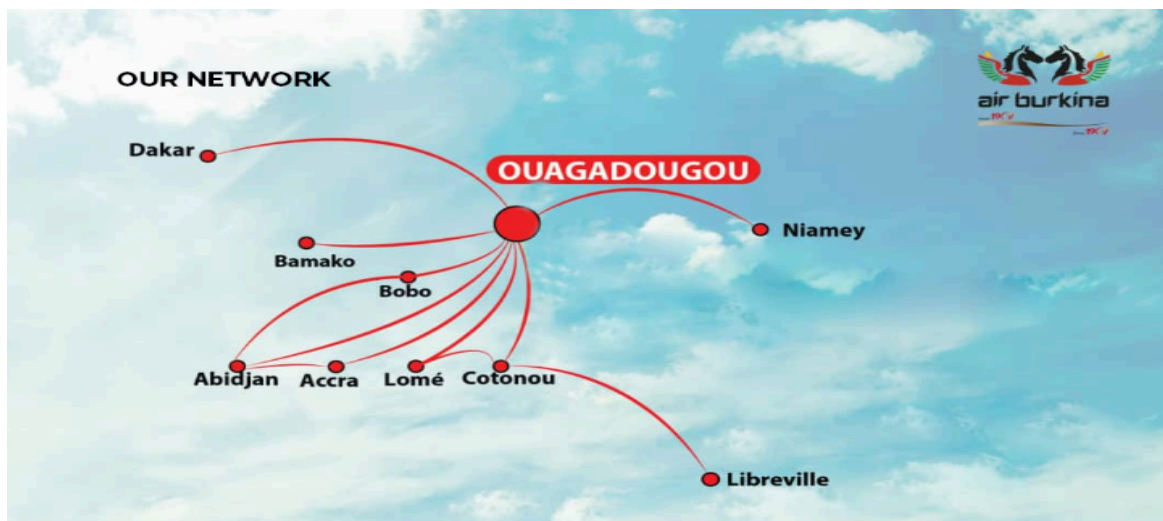 OUR NETWORK
air burkina
Dakar
OUAGADOUGOU
Niamey
Bamako
Bobo
Abidjan
Accra
Lomé
Cotonou
Libreville